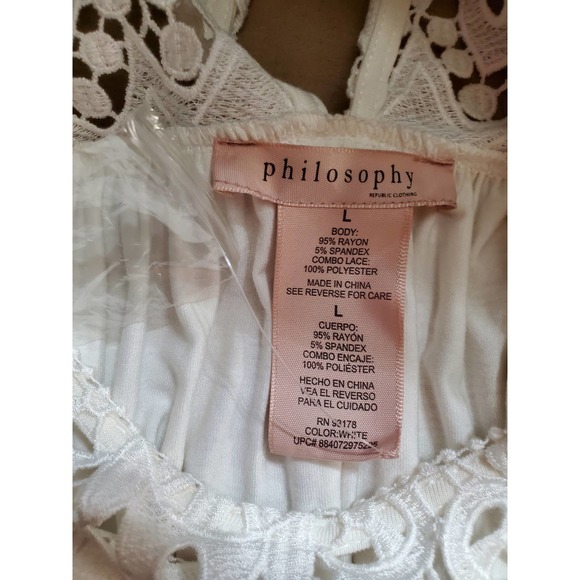 philosophy
REPUBLIC CLOTHING
L
BODY:
95% RAYON
5% SPANDEX
COMBO LACE:
100% POLYESTER
MADE IN CHINA
SEE REVERSE FOR CARE
L
CUERPO:
95% RAYÓN
5% SPANDEX
COMBO ENCAJE:
100% POLIÉSTER
HECHO EN CHINA
VEA EL REVERSO
PARA EL CUIDADO
RN 93178
COLOR:WHITE
UPC#